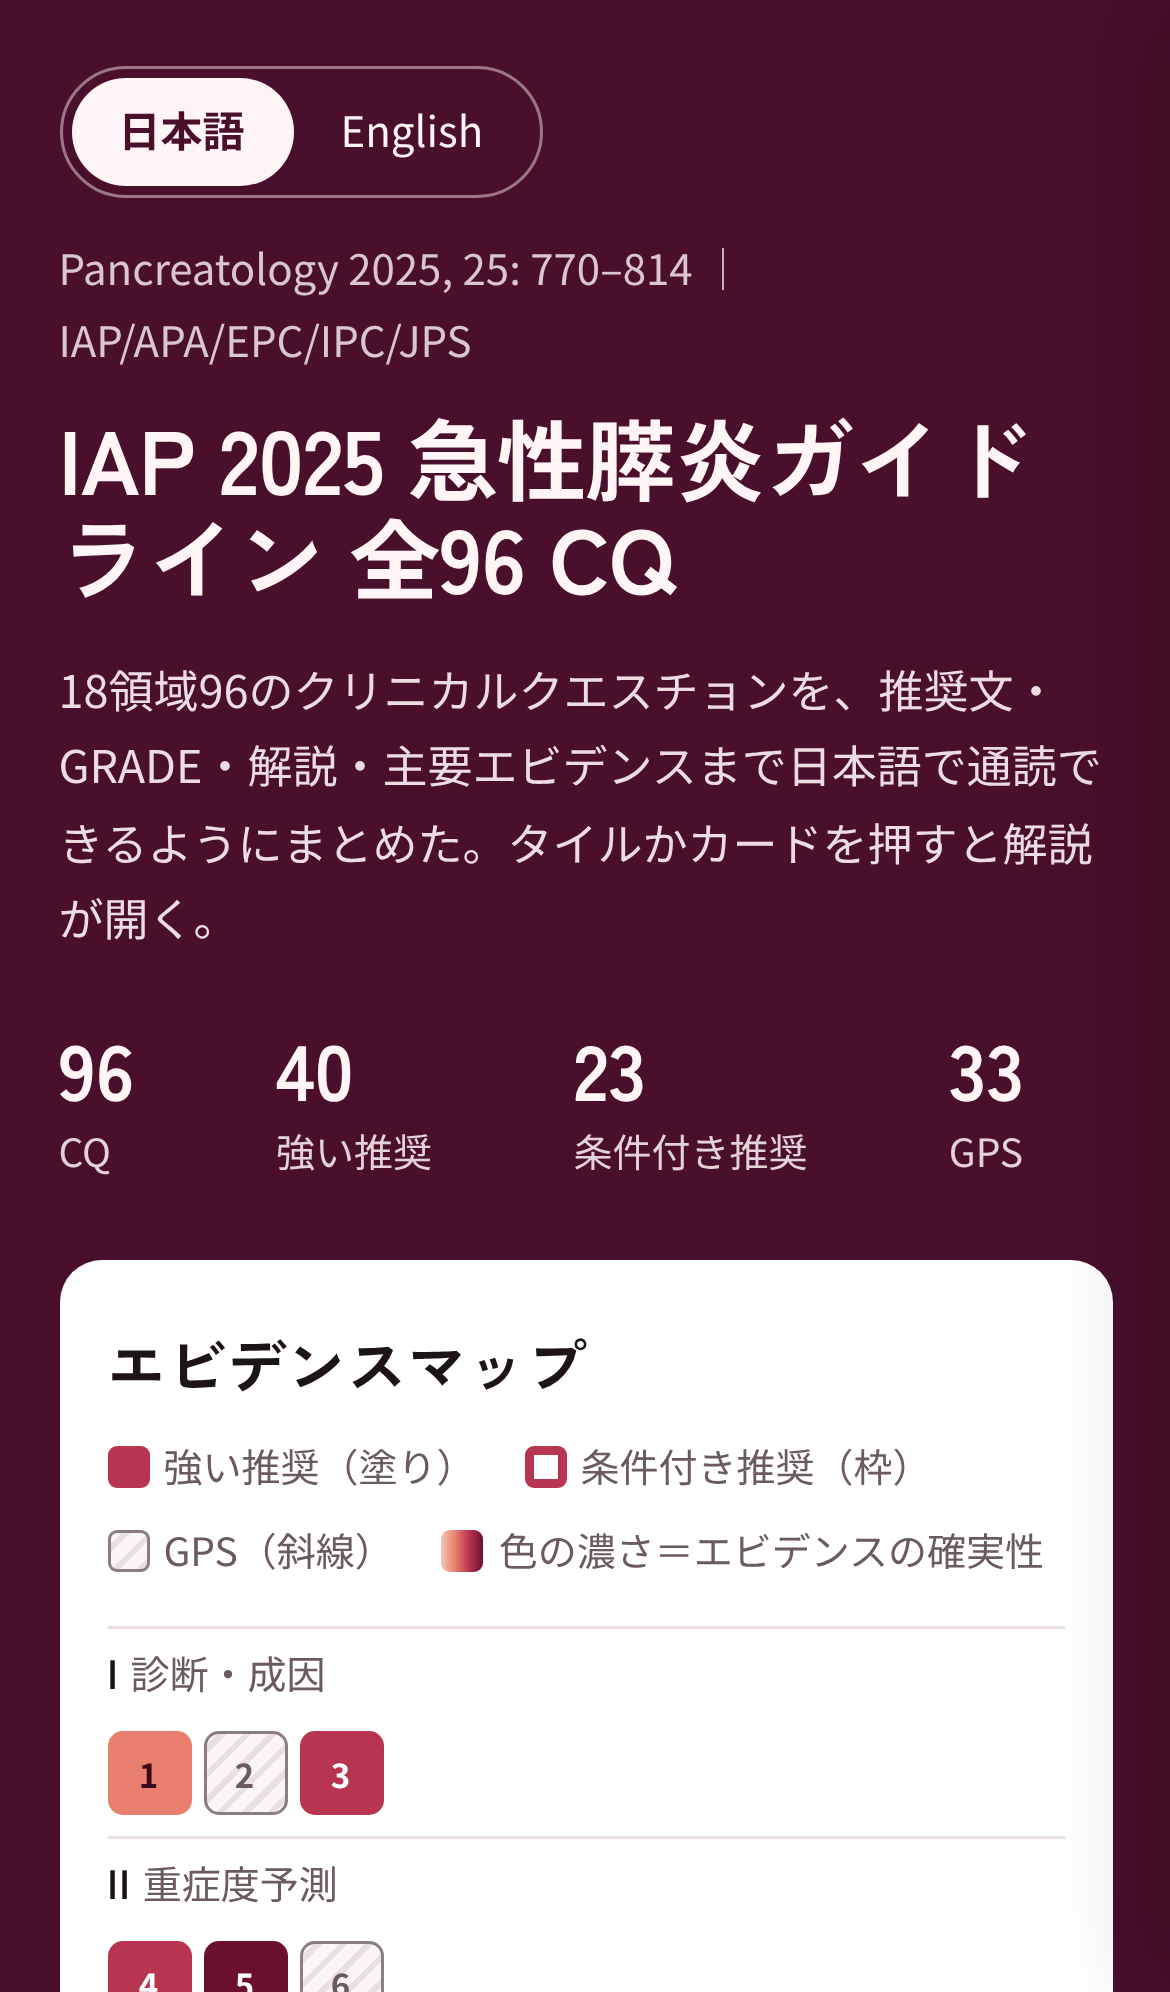 日本語 English
Pancreatology 2025, 25: 770–814 |
IAP/APA/EPC/IPC/JPS
IAP 2025 急性膵炎ガイド
ライン 全96 CQ
18領域96のクリニカルクエスチョンを、推奨文・
GRADE・解説・主要エビデンスまで日本語で通読で
きるようにまとめた。タイルかカードを押すと解説
が開く。
96 40 23 33
CQ 強い推奨 条件付き推奨 GPS
エビデンスマップ
強い推奨（塗り） 条件付き推奨（枠）
GPS（斜線） 色の濃さ＝エビデンスの確実性
I 診断・成因
1 2 3
II 重症度予測
4 5 6